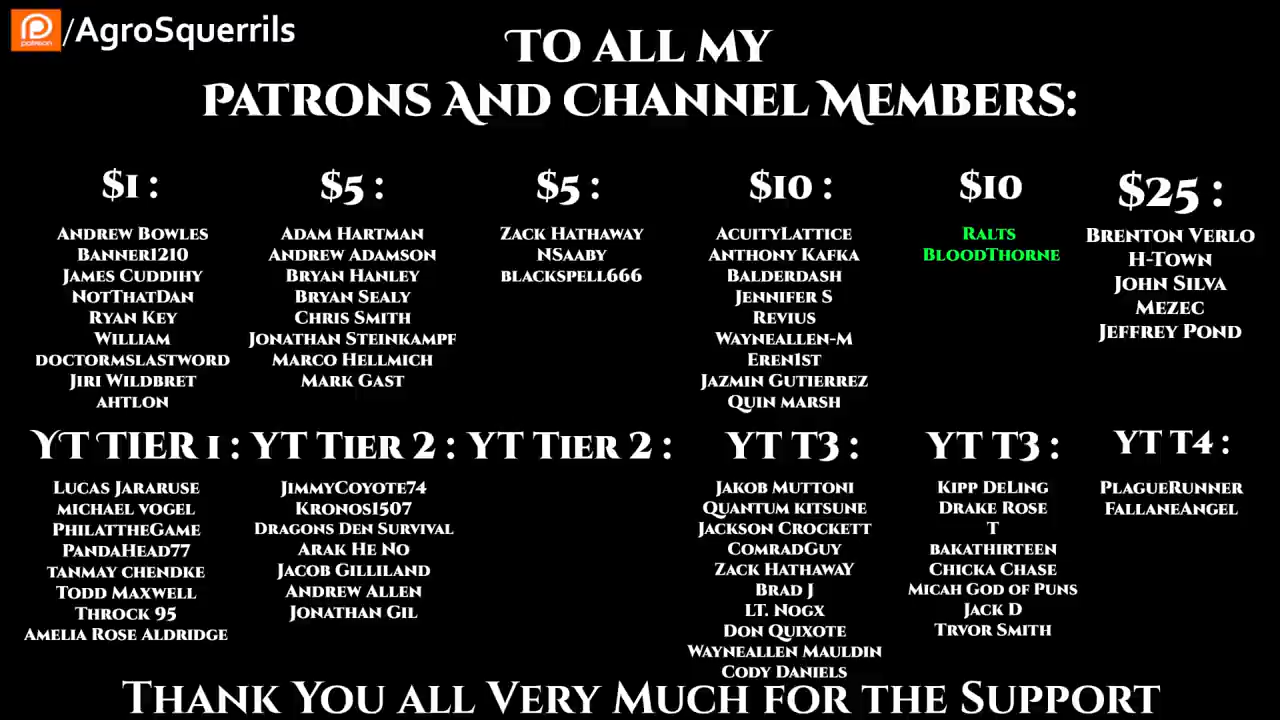 patreon
/AgroSquerrils
To all my
Patrons And Channel Members:
$1 :
Andrew Bowles
Banner1210
James Cuddihy
NotThatDan
Ryan Key
William
doctormslastword
Jiri Wildbret
ahtlon
$5 :
Adam Hartman
Andrew Adamson
Bryan Hanley
Bryan Sealy
Chris Smith
Jonathan Steinkampf
Marco Hellmich
Mark Gast
$5 :
Zack Hathaway
NSaaby
blackspell666
$10 :
AcuityLattice
Anthony Kafka
Balderdash
Jennifer S
Revius
Wayneallen-M
Eren1st
Jazmin Gutierrez
Quin marsh
$10
Ralts
BloodThorne
$25 :
Brenton Verlo
H-Town
John Silva
Mezec
Jeffrey Pond
YT Tier 1 :
Lucas Jararuse
michael vogel
PhilattheGame
PandaHead77
tanmay chendke
Todd Maxwell
Throck 95
Amelia Rose Aldridge
YT Tier 2 :
JimmyCoyote74
Kronos1507
Dragons Den Survival
Arak He No
Jacob Gilliland
Andrew Allen
Jonathan Gil
YT Tier 2 :
YT T3 :
Jakob Muttoni
Quantum kitsune
Jackson Crockett
ComradGuy
Zack Hathaway
Brad J
Lt. Nogx
Don Quixote
Wayneallen Mauldin
Cody Daniels
YT T3 :
Kipp DeLing
Drake Rose
T
bakathirteen
Chicka Chase
Micah God of Puns
Jack D
Trvor Smith
YT T4 :
PlagueRunner
FallaneAngel
Thank You all Very Much for the Support